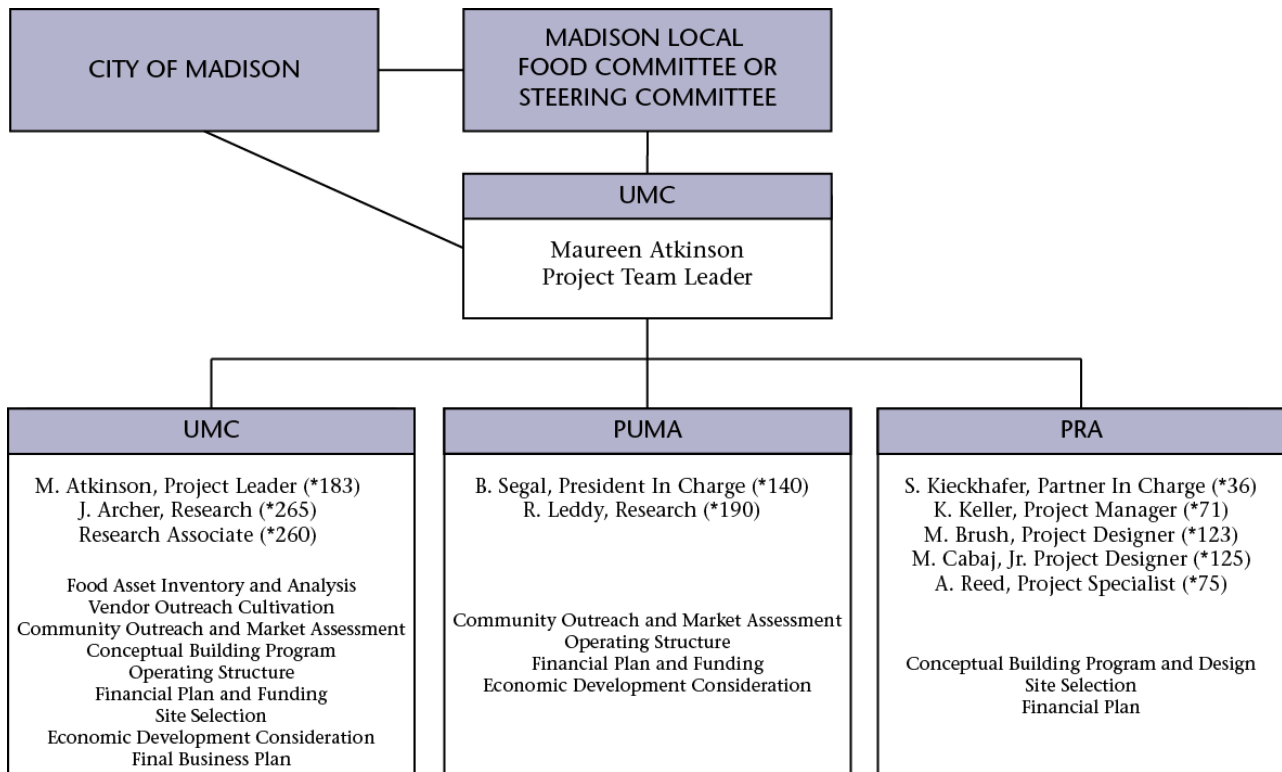 CITY OF MADISON
MADISON LOCAL
FOOD COMMITTEE OR
STEERING COMMITTEE
UMC
Maureen Atkinson
Project Team Leader
UMC
M. Atkinson, Project Leader (*183)
J. Archer, Research (*265)
Research Associate (*260)
Food Asset Inventory and Analysis
Vendor Outreach Cultivation
Community Outreach and Market Assessment
Conceptual Building Program
Operating Structure
Financial Plan and Funding
Site Selection
Economic Development Consideration
Final Business Plan
PUMA
B. Segal, President In Charge (*140)
R. Leddy, Research (*190)
Community Outreach and Market Assessment
Operating Structure
Financial Plan and Funding
Economic Development Consideration
PRA
S. Kieckhafer, Partner In Charge (*36)
K. Keller, Project Manager (*71)
M. Brush, Project Designer (*123)
M. Cabaj, Jr. Project Designer (*125)
A. Reed, Project Specialist (*75)
Conceptual Building Program and Design
Site Selection
Financial Plan